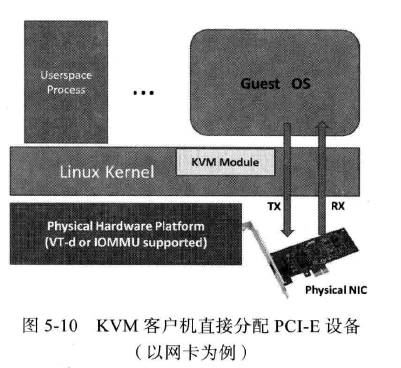 Userspace
Process
...
Guest OS
KVM Module
Linux Kernel
TX
RX
Physical Hardware Platform
(VT-d or IOMMU supported)
Physical NIC
图 5-10 KVM 客户机直接分配 PCI-E 设备
（以网卡为例）